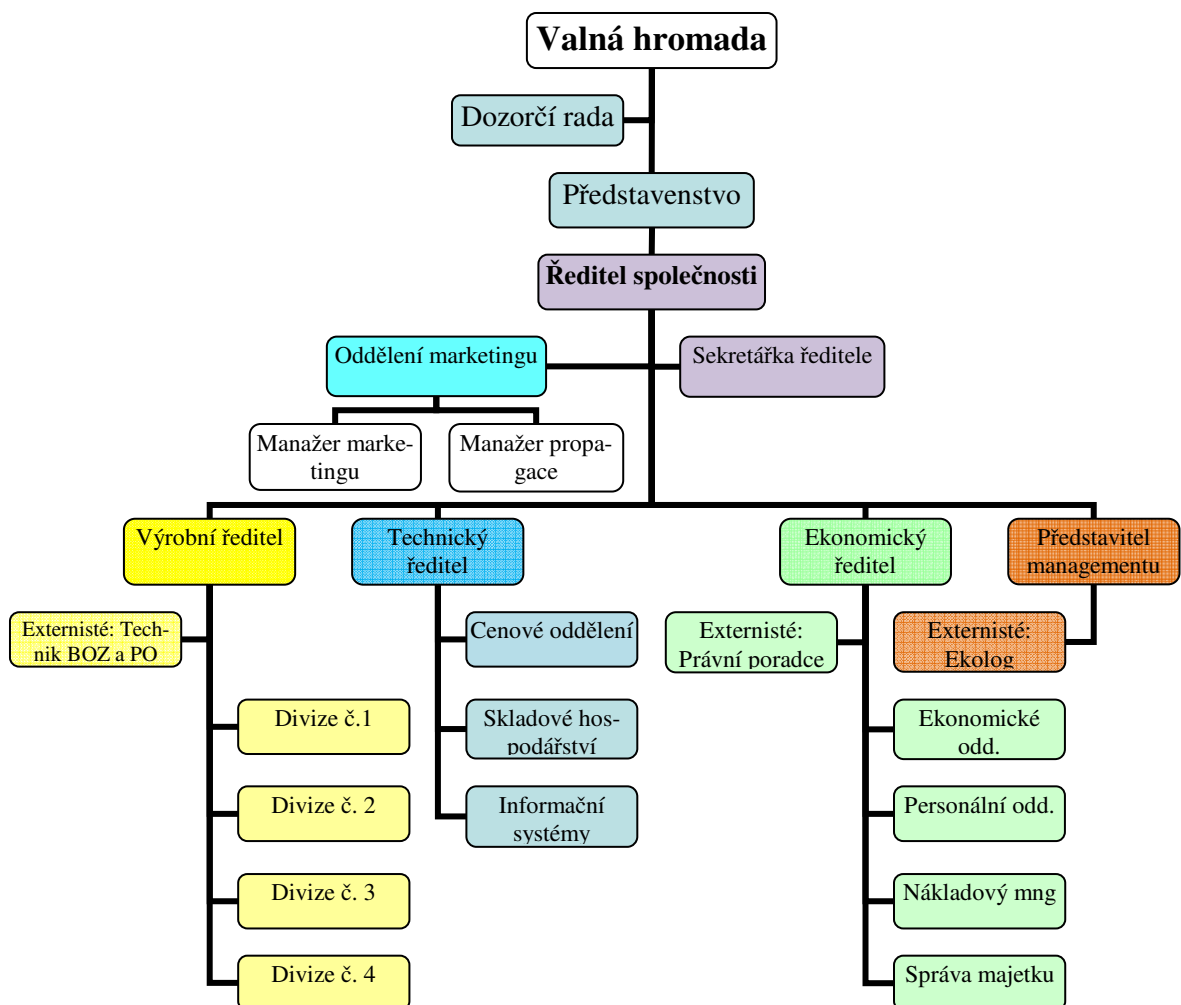 Valná hromada
Dozorčí rada
Představenstvo
Ředitel společnosti
Oddělení marketingu
Sekretářka ředitele
Manažer marke-
tingu
Manažer propa-
gace
Výrobní ředitel
Technický
ředitel
Ekonomický
ředitel
Představitel
managementu
Externisté: Tech-
nik BOZ a PO
Cenové oddělení
Externisté:
Právní poradce
Externisté:
Ekolog
Divize č.1
Skladové hos-
podářství
Ekonomické
odd.
Divize č. 2
Informační
systémy
Personální odd.
Divize č. 3
Nákladový mng
Divize č. 4
Správa majetku